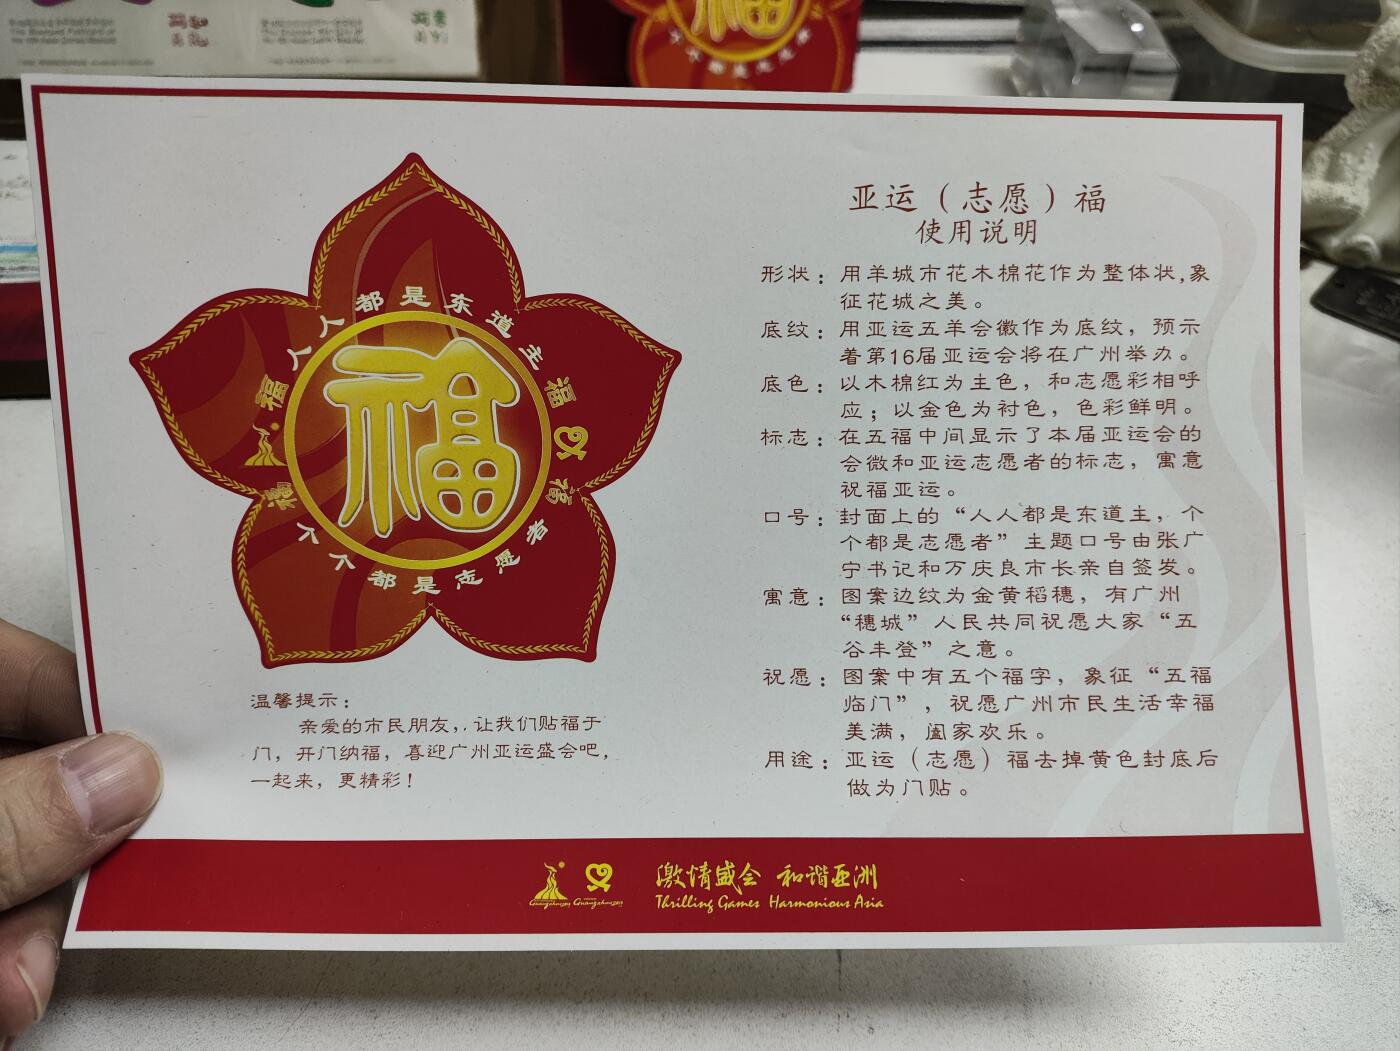 人人都是东道主
福
福
福
福
福
个个都是志愿者
温馨提示：
亲爱的市民朋友，让我们贴福于
门，开门纳福，喜迎广州亚运盛会吧，
一起来，更精彩！
亚运（志愿）福
使用说明
形状：用羊城市花木棉花作为整体状,象
征花城之美。
底纹：用亚运五羊会徽作为底纹，预示
着第16届亚运会将在广州举办。
底色：以木棉红为主色，和志愿彩相呼
应；以金色为衬色，色彩鲜明。
标志：在五福中间显示了本届亚运会的
会微和亚运志愿者的标志，寓意
祝福亚运。
口号：封面上的“人人都是东道主，个
个都是志愿者”主题口号由张广
宁书记和万庆良市长亲自签发。
寓意：图案边纹为金黄稻穗，有广州
“穗城”人民共同祝愿大家“五
谷丰登”之意。
祝愿：图案中有五个福字，象征“五福
临门”，祝愿广州市民生活幸福
美满，阖家欢乐。
用途：亚运（志愿）福去掉黄色封底后
做为门贴。
激情盛会 和谐亚洲
Thrilling Games Harmonious Asia